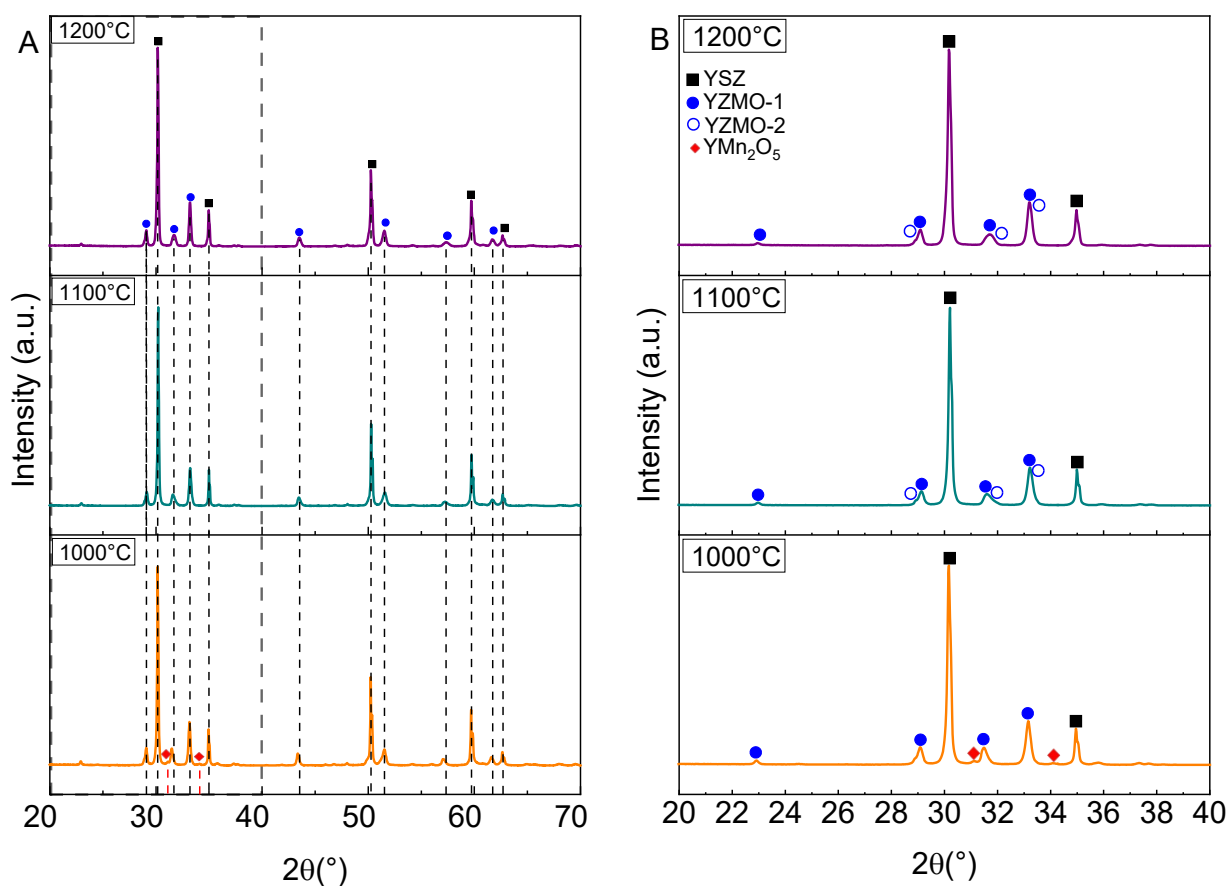 A
1200°C
1100°C
1000°C
Intensity (a.u.)
20 30 40 50 60 70
2θ(°)
B
1200°C
YSZ
YZMO-1
YZMO-2
YMn₂O₅
1100°C
1000°C
Intensity (a.u.)
20 22 24 26 28 30 32 34 36 38 40
2θ(°)